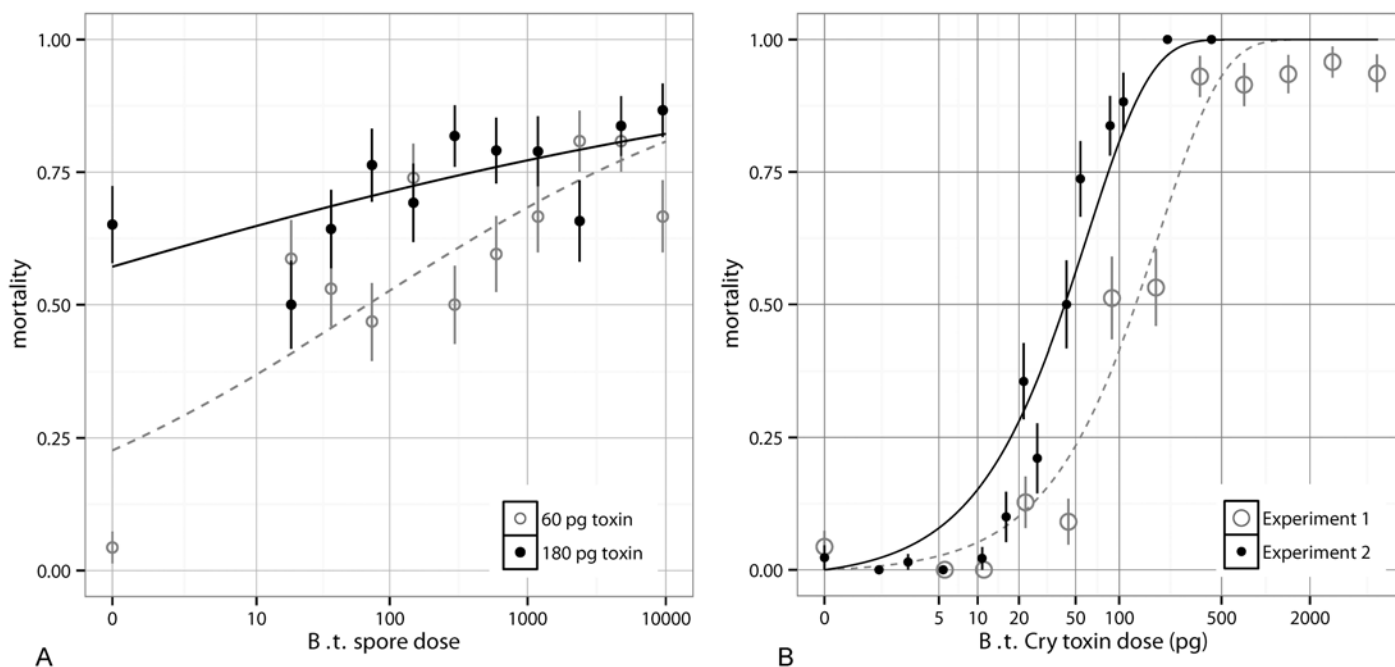 1.00
0.75
0.50
0.25
0.00
mortality
0
10
100
1000
10000
B .t. spore dose
60 pg toxin
180 pg toxin
A
1.00
0.75
0.50
0.25
0.00
mortality
0
5
10
20
50
100
500
2000
B .t. Cry toxin dose (pg)
Experiment 1
Experiment 2
B